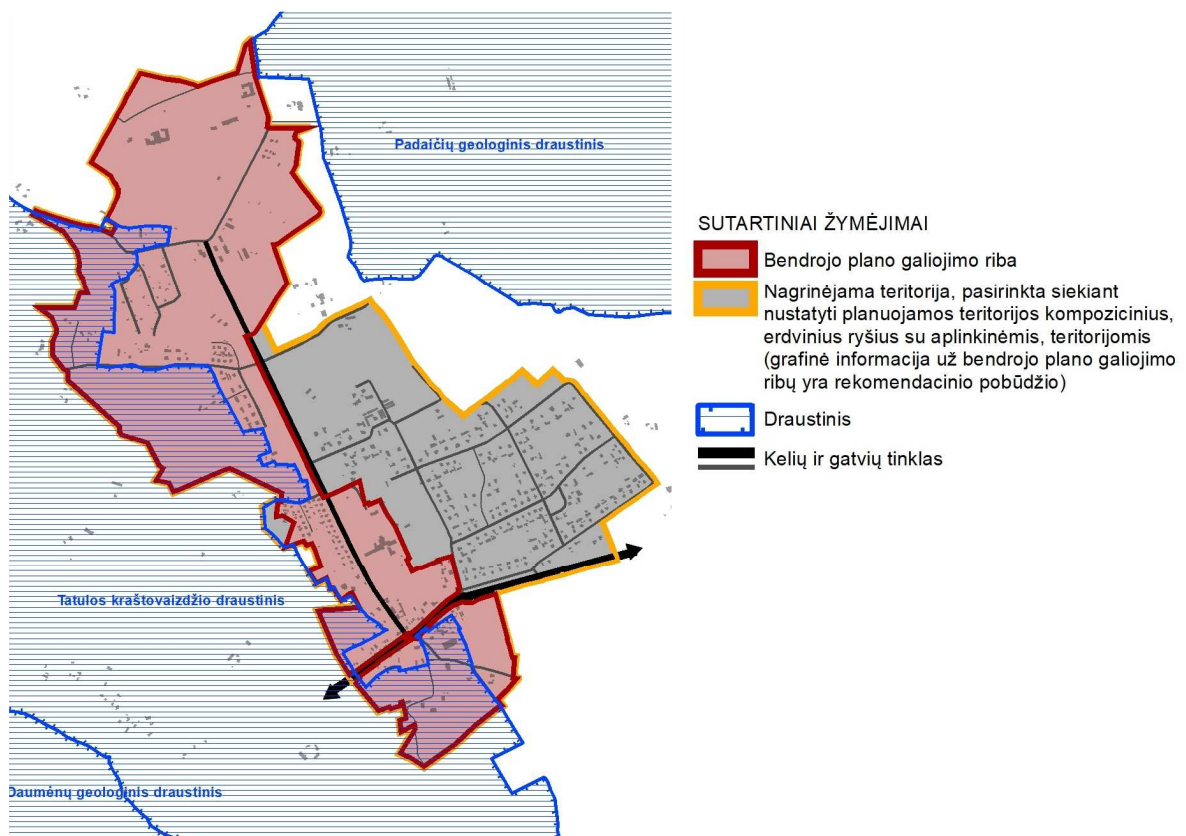 Padaičių geologinis draustinis
Tatulos kraštovaizdžio draustinis
Daumėnų geologinis draustinis
SUTARTINIAI ŽYMĖJIMAI
Bendrojo plano galiojimo riba
Nagrinėjama teritorija, pasirinkta siekiant
nustatyti planuojamos teritorijos kompozicinius,
erdvinius ryšius su aplinkinėmis, teritorijomis
(grafinė informacija už bendrojo plano galiojimo
ribų yra rekomendacinio pobūdžio)
Draustinis
Kelių ir gatvių tinklas